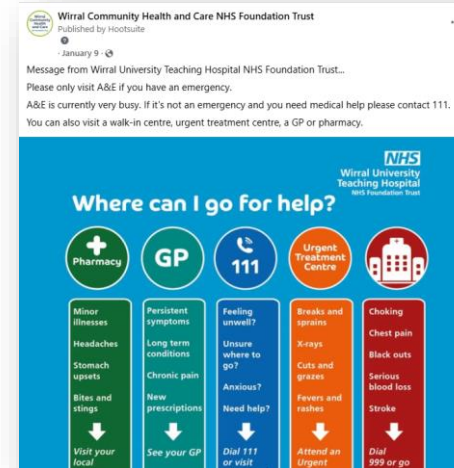 Wirral Community Health and Care NHS Foundation Trust
Published by Hootsuite
· January 9 ·
Message from Wirral University Teaching Hospital NHS Foundation Trust...
Please only visit A&E if you have an emergency.
A&E is currently very busy. If it's not an emergency and you need medical help please contact 111.
You can also visit a walk-in centre, urgent treatment centre, a GP or pharmacy.
NHS
Wirral University
Teaching Hospital
NHS Foundation Trust
Where can I go for help?
Pharmacy
Minor
illnesses
Headaches
Stomach
upsets
Bites and
stings
Visit your
local
GP
Persistent
symptoms
Long term
conditions
Chronic pain
New
prescriptions
See your GP
111
Feeling
unwell?
Unsure
where to
go?
Anxious?
Need help?
Dial 111
or visit
Urgent
Treatment
Centre
Breaks and
sprains
X-rays
Cuts and
grazes
Fevers and
rashes
Attend an
Urgent
Choking
Chest pain
Black outs
Serious
blood loss
Stroke
Dial
999 or go